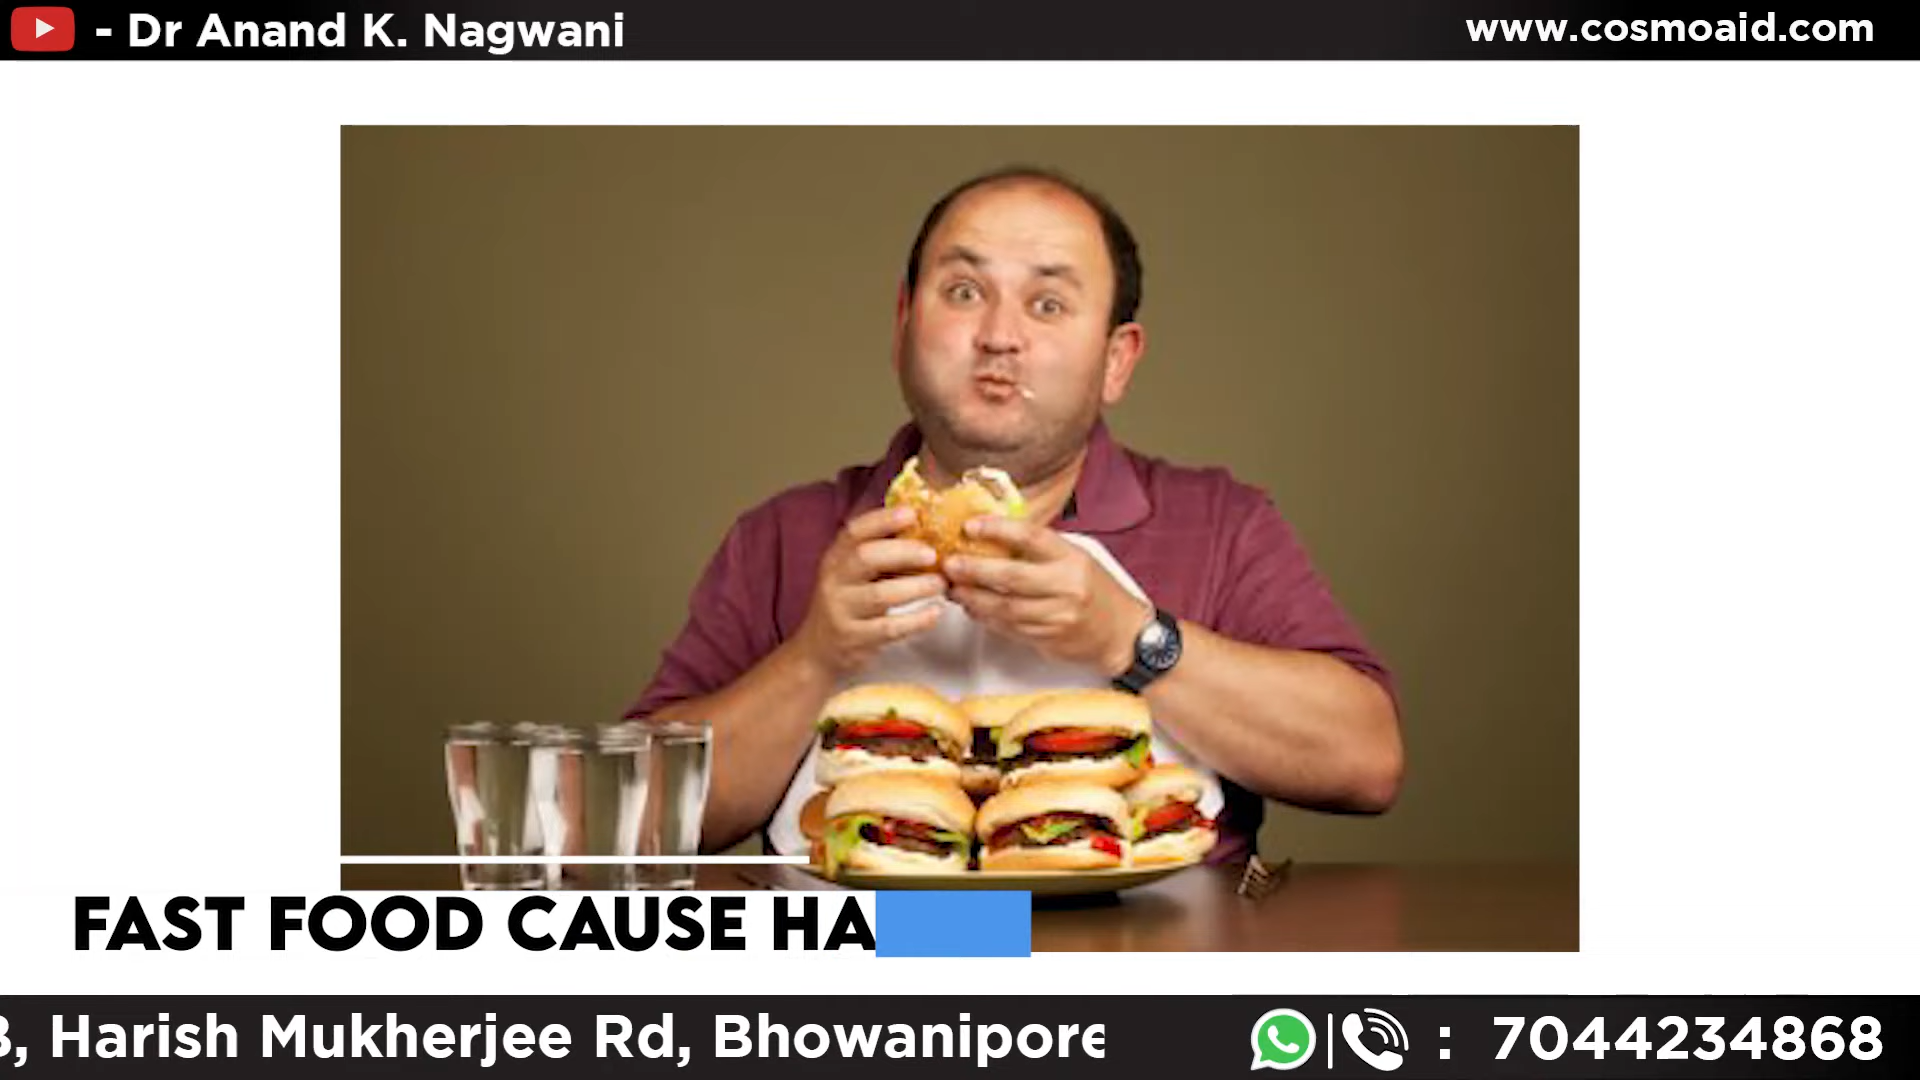 - Dr Anand K. Nagwani
www.cosmoaid.com
FAST FOOD CAUSE HA
, Harish Mukherjee Rd, Bhowanipore
: 7044234868